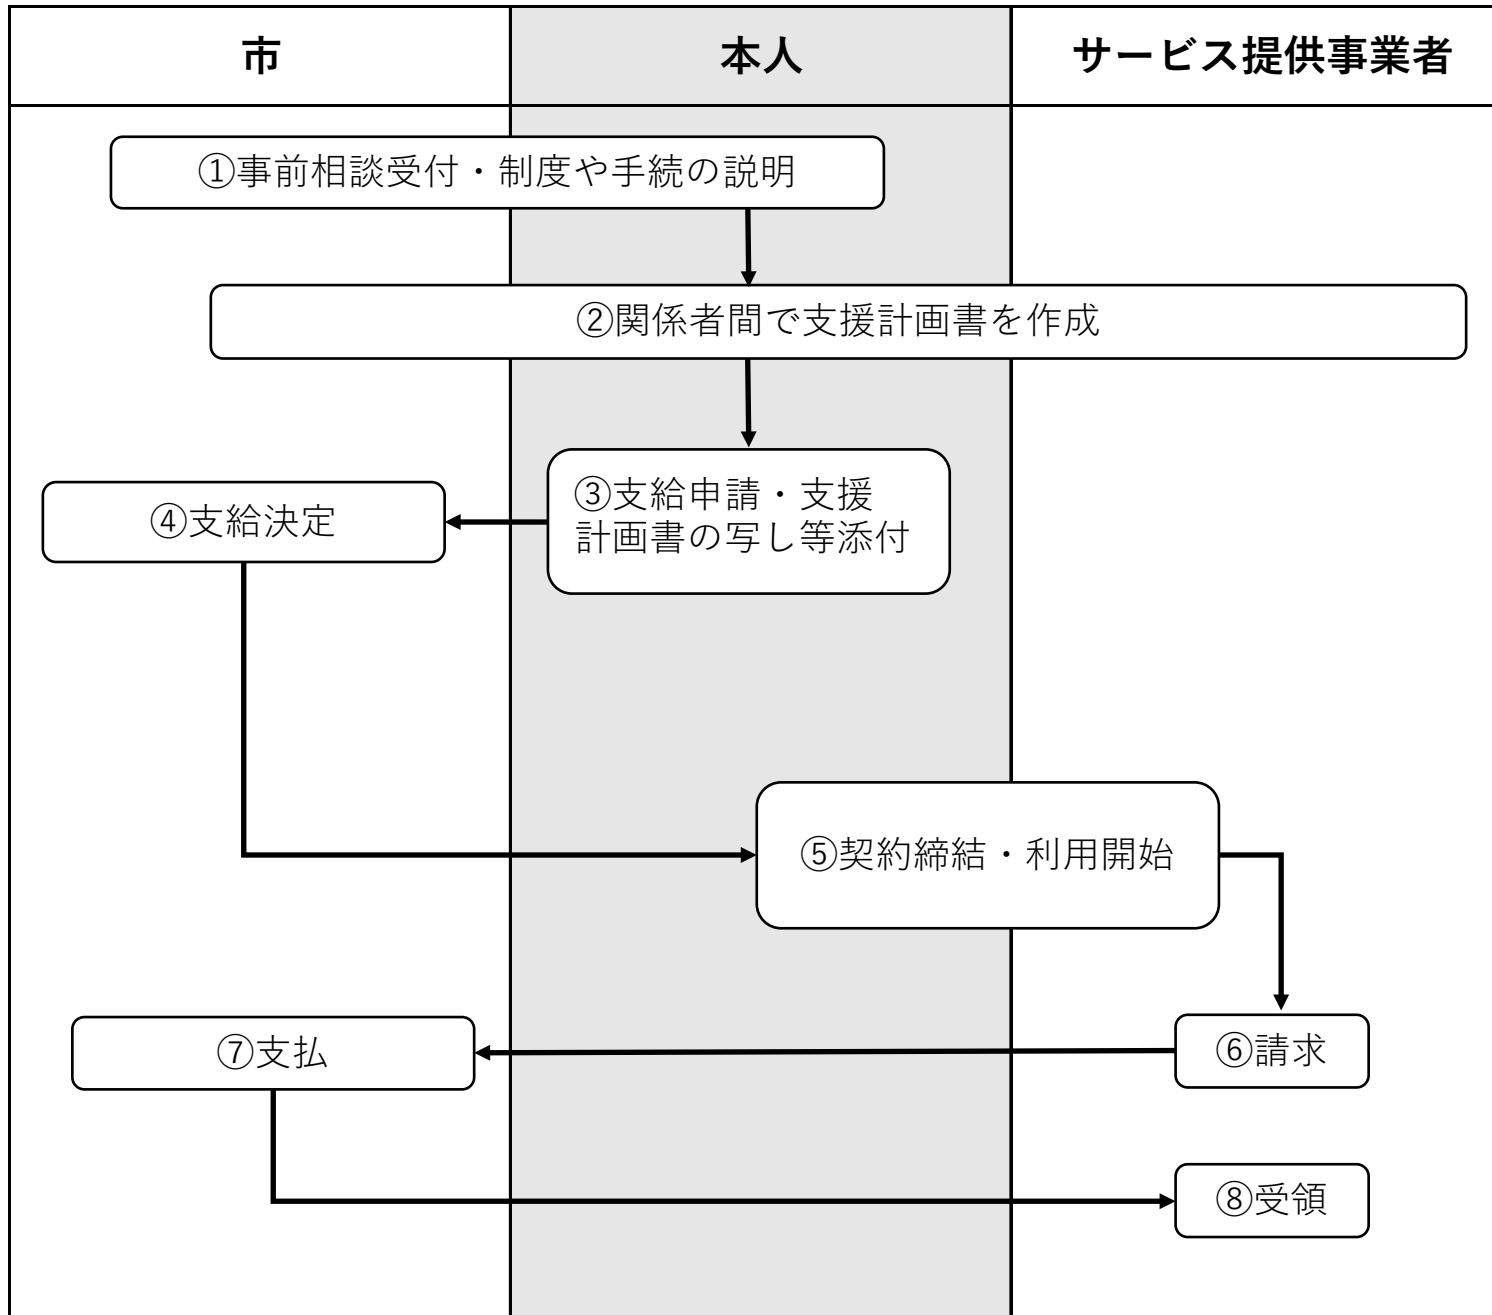 市
本人
サービス提供事業者
①事前相談受付・制度や手続の説明
②関係者間で支援計画書を作成
③支給申請・支援
計画書の写し等添付
④支給決定
⑤契約締結・利用開始
⑦支払
⑥請求
⑧受領